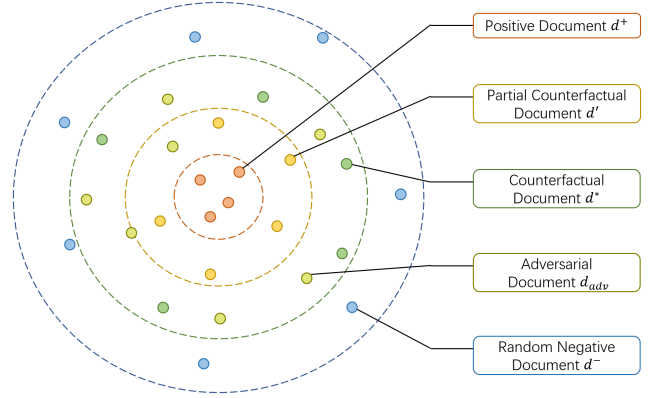 Positive Document d⁺
Partial Counterfactual
Document d′
Counterfactual
Document d*
Adversarial
Document d_adv
Random Negative
Document d⁻